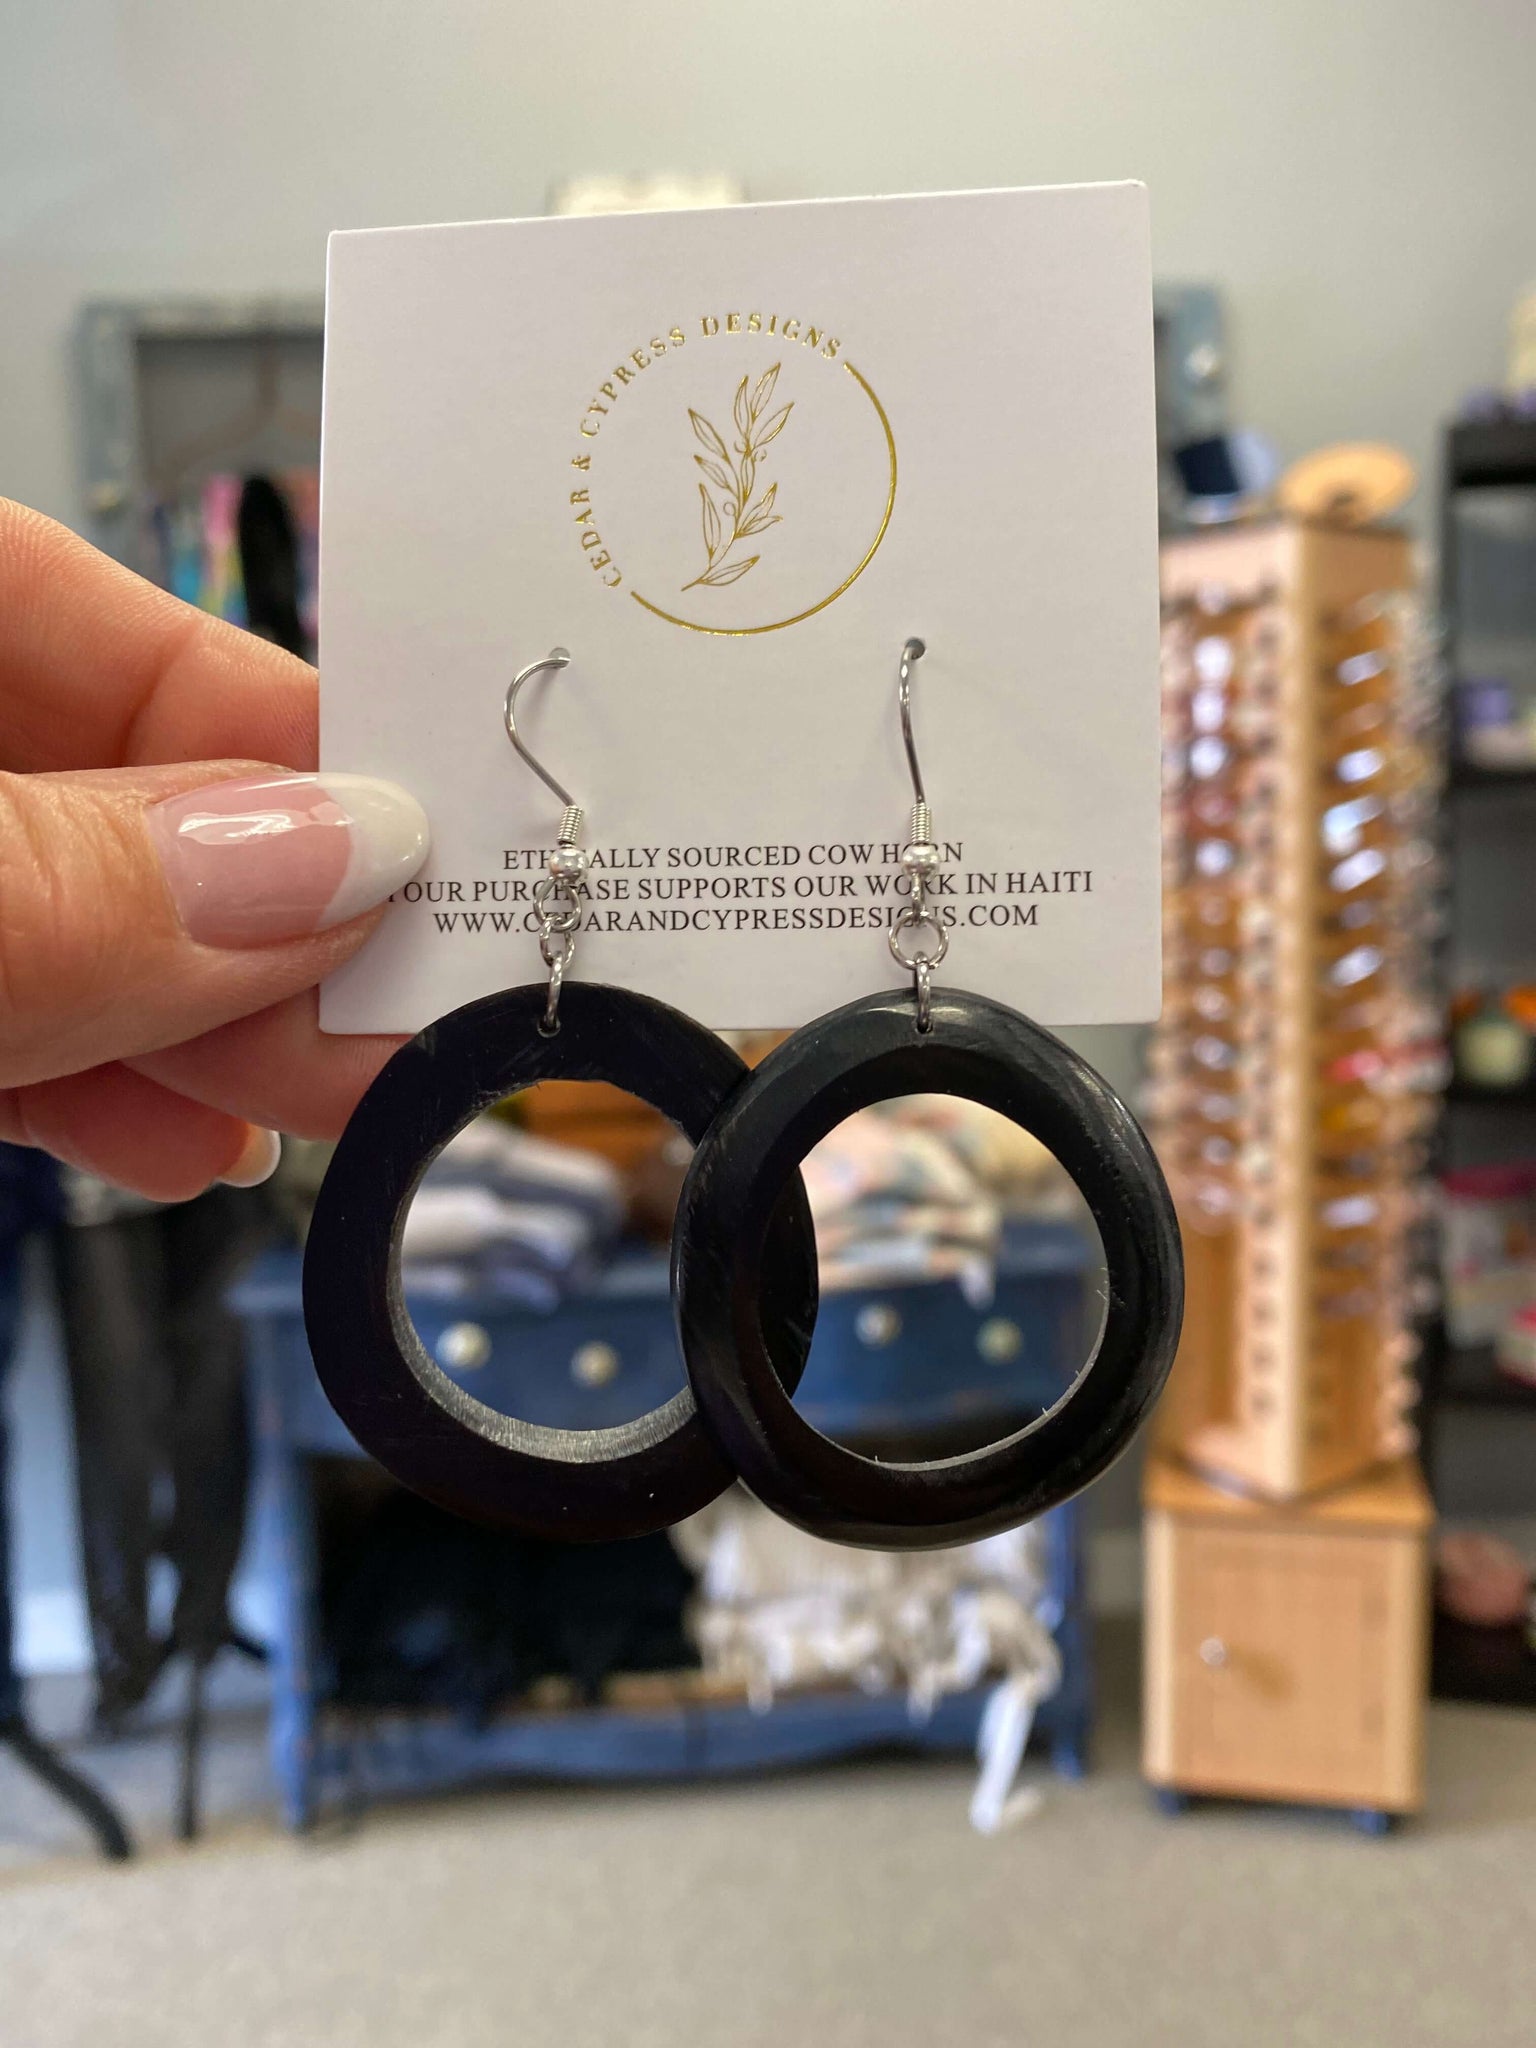 CEDAR & CYPRESS DESIGNS
ETHICALLY SOURCED COW HORN
YOUR PURCHASE SUPPORTS OUR WORK IN HAITI
WWW.CEDARANDCYPRESSDESIGNS.COM